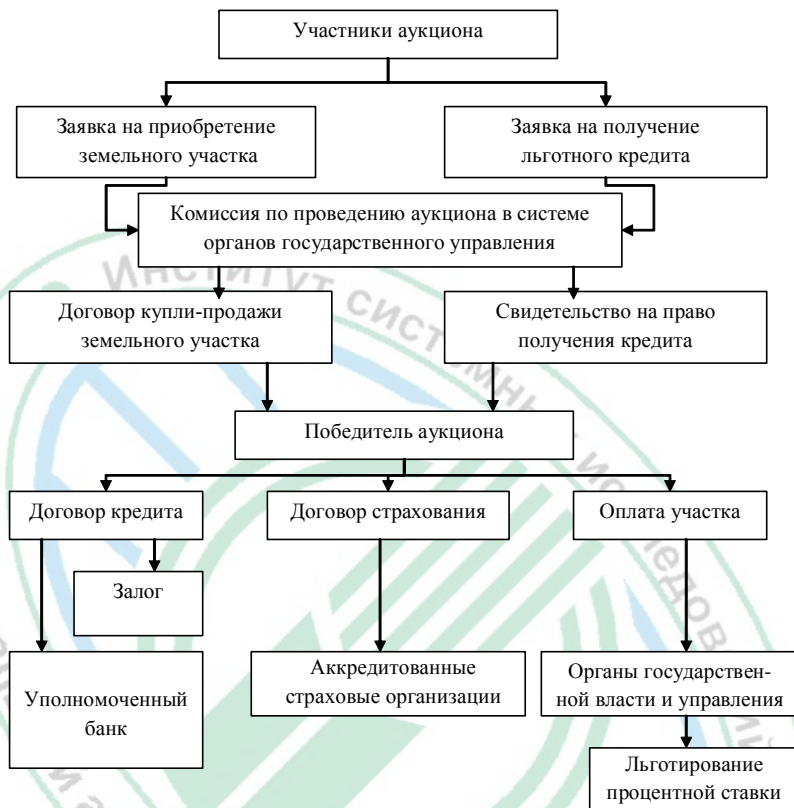 Участники аукциона
Заявка на приобретение
земельного участка
Заявка на получение
льготного кредита
Комиссия по проведению аукциона в системе
органов государственного управления
Институт системных
Договор купли-продажи
земельного участка
Свидетельство на право
получения кредита
Победитель аукциона
Договор кредита
Договор страхования
Оплата участка
Залог
Уполномоченный
банк
Аккредитованные
страховые организации
Органы государствен-
ной власти и управления
Льготирование
процентной ставки